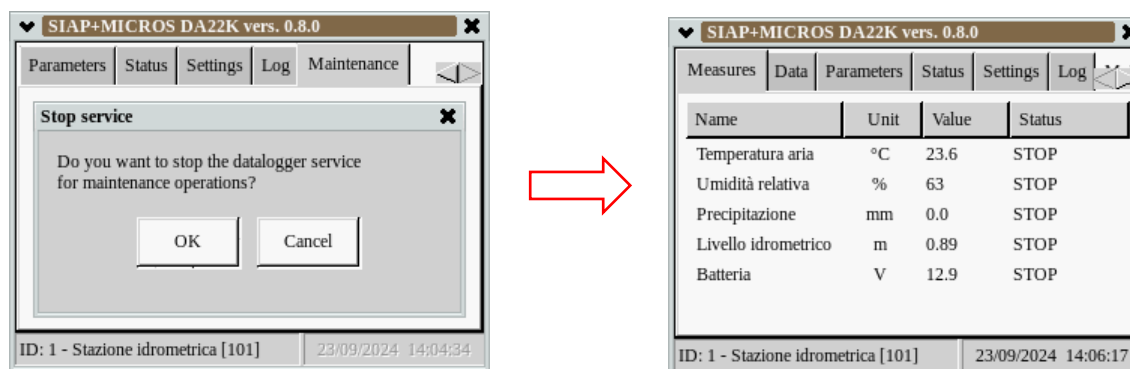 SIAP+MICROS DA22K vers. 0.8.0
Parameters Status Settings Log Maintenance
Stop service
Do you want to stop the datalogger service
for maintenance operations?
OK Cancel
ID: 1 - Stazione idrometrica [101] 23/09/2024 14:04:34
SIAP+MICROS DA22K vers. 0.8.0
Measures Data Parameters Status Settings Log
Name Unit Value Status
Temperatura aria °C 23.6 STOP
Umidità relativa % 63 STOP
Precipitazione mm 0.0 STOP
Livello idrometrico m 0.89 STOP
Batteria V 12.9 STOP
ID: 1 - Stazione idrometrica [101] 23/09/2024 14:06:17